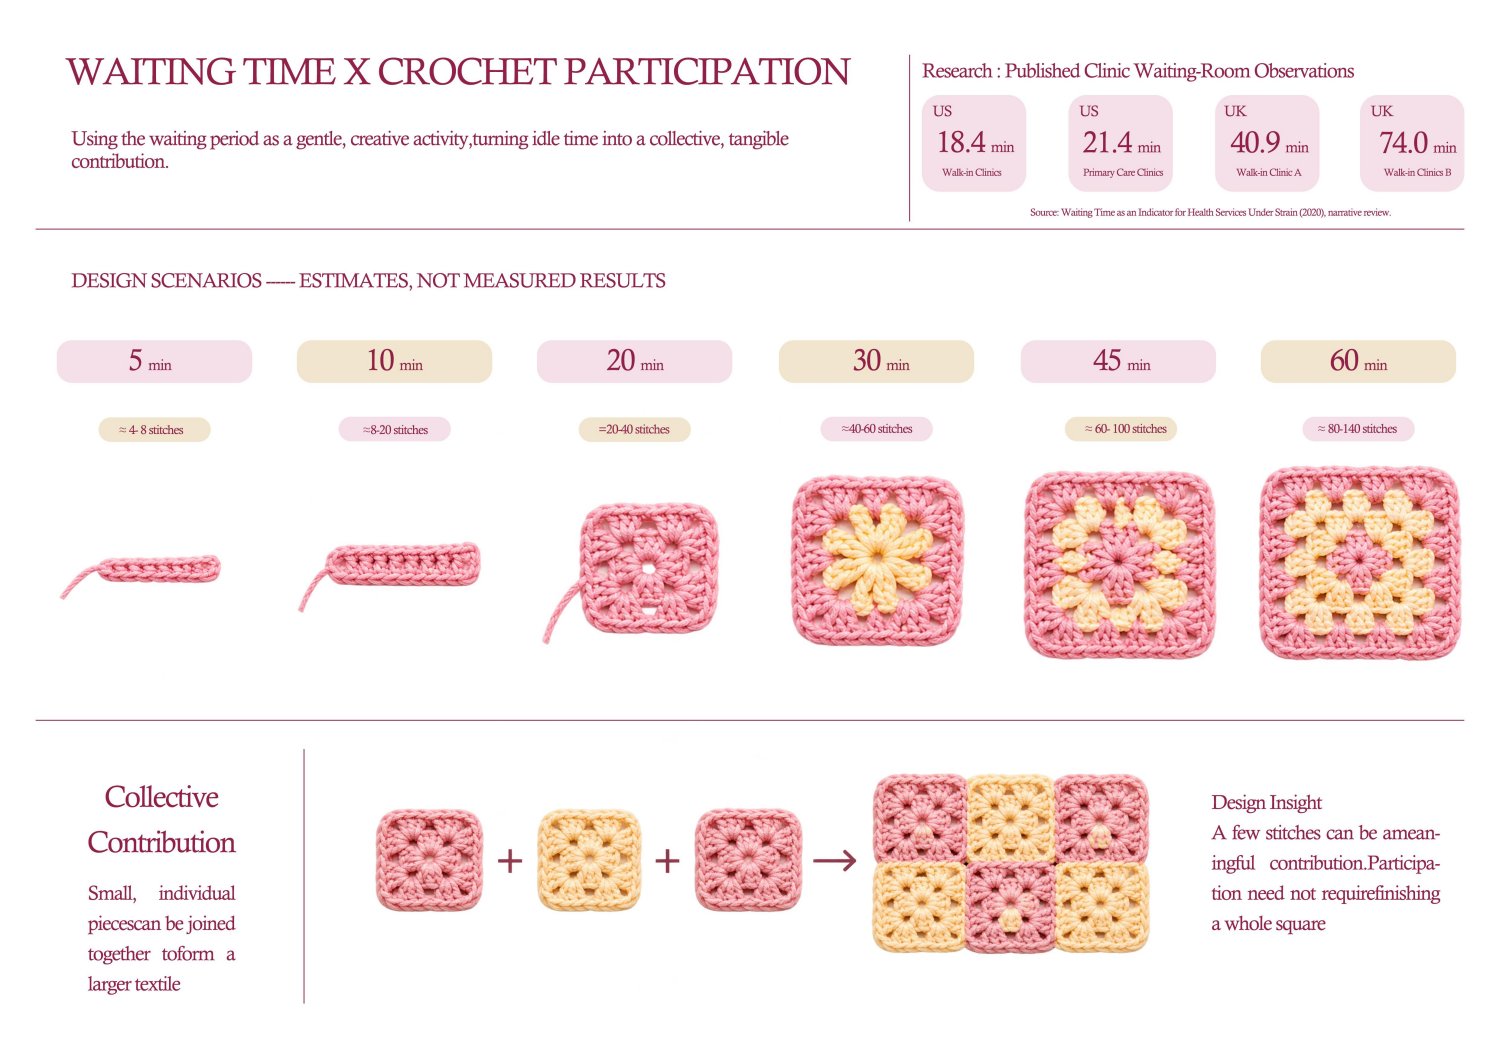 WAITING TIME X CROCHET PARTICIPATION
Using the waiting period as a gentle, creative activity,turning idle time into a collective, tangible
contribution.
Research : Published Clinic Waiting-Room Observations
US
18.4 min
Walk-in Clinics
US
21.4 min
Primary Care Clinics
UK
40.9 min
Walk-in Clinic A
UK
74.0 min
Walk-in Clinics B
Source: Waiting Time as an Indicator for Health Services Under Strain (2020), narrative review.
DESIGN SCENARIOS ------ ESTIMATES, NOT MEASURED RESULTS
5 min
10 min
20 min
30 min
45 min
60 min
≈ 4- 8 stitches
≈8-20 stitches
=20-40 stitches
≈40-60 stitches
≈ 60- 100 stitches
≈ 80-140 stitches
Collective
Contribution
Small, individual
piecescan be joined
together toform a
larger textile
+
+
→
Design Insight
A few stitches can be amean-
ingful contribution.Participa-
tion need not requirefinishing
a whole square